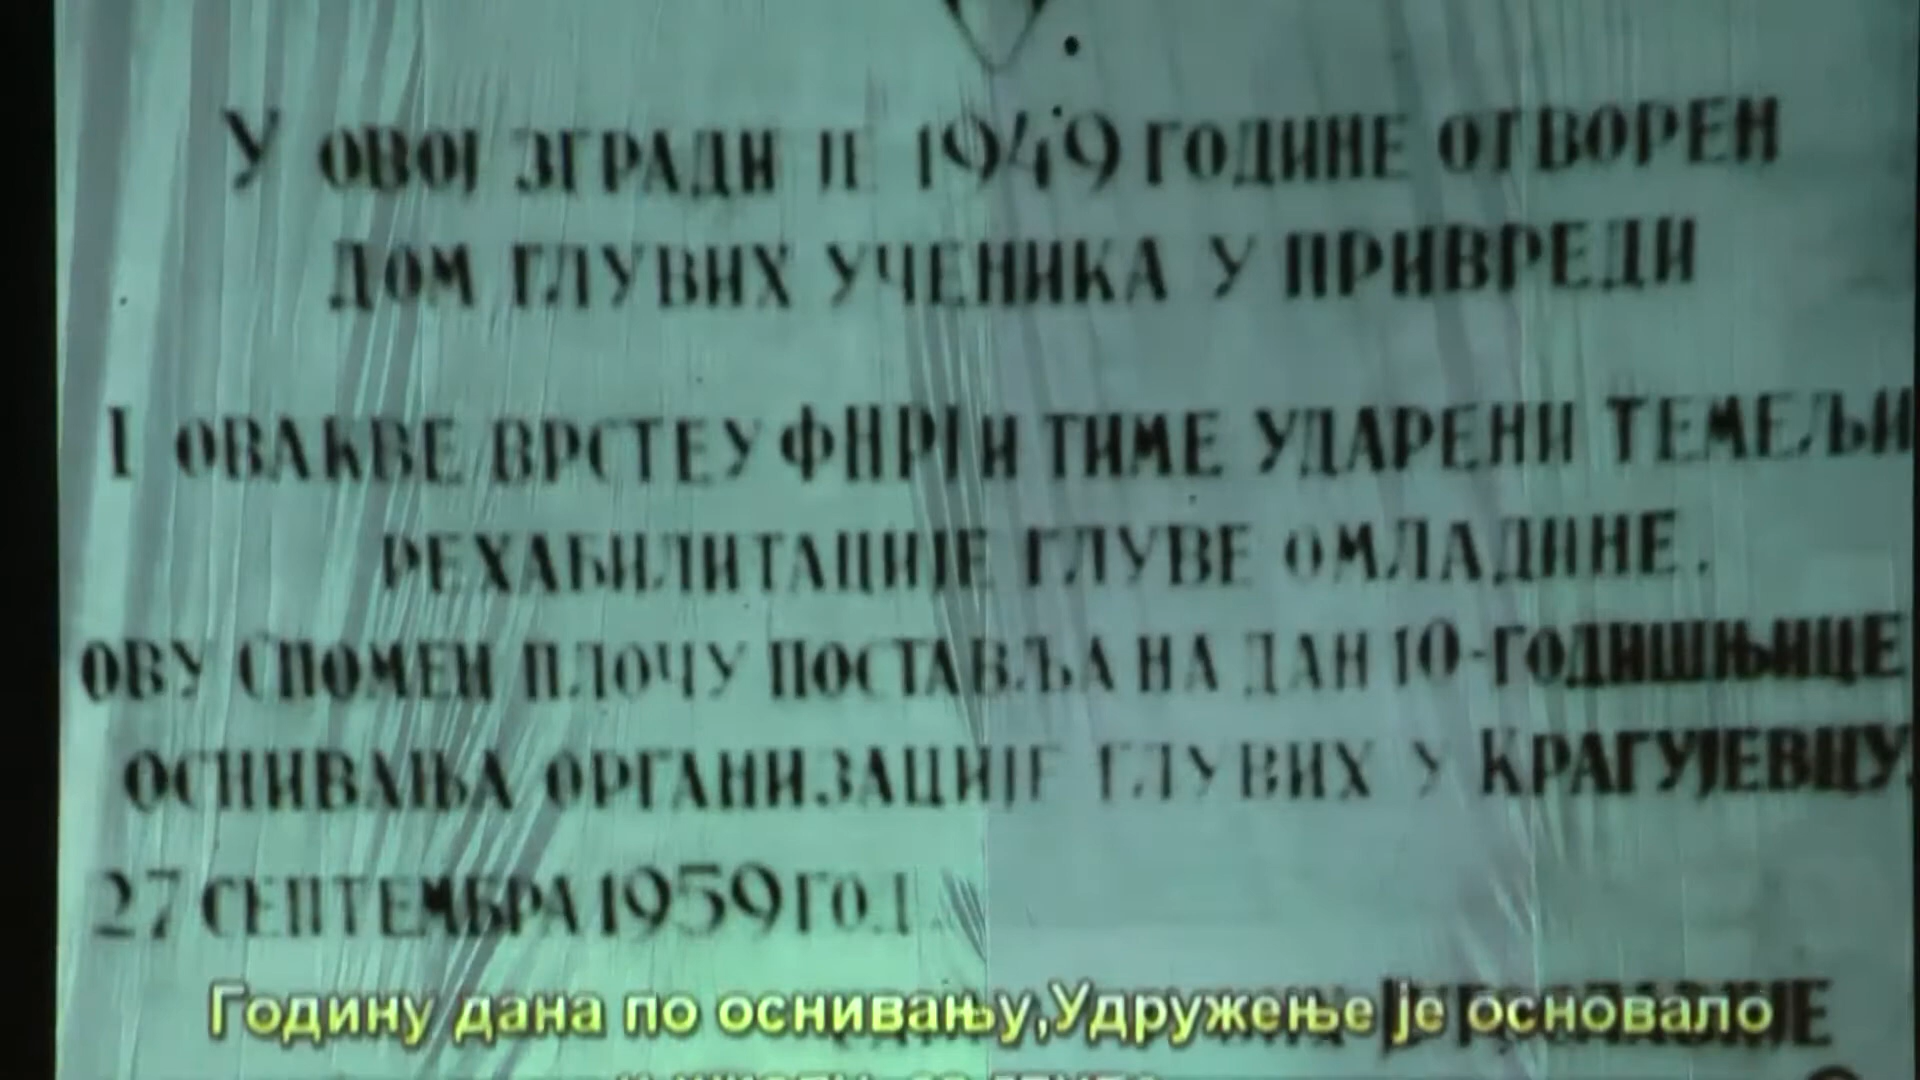 У ОВОЈ ЗГРАДИ ЈЕ 1949 ГОДИНЕ ОТВОРЕН
ДОМ ГЛУВИХ УЧЕНИКА У ПРИВРЕДИ
I ОВАКВЕ ВРСТЕ У ФНРЈ И ТИМЕ УДАРЕНИ ТЕМЕЉИ
РЕХАБИЛИТАЦИЈЕ ГЛУВЕ ОМЛАДИНЕ.
ОВУ СПОМЕН ПЛОЧУ ПОСТАВЉА НА ДАН 10-ГОДИШЊИЦЕ
ОСНИВАЊА ОРГАНИЗАЦИЈЕ ГЛУВИХ У КРАГУЈЕВЦУ.
27 СЕПТЕМБРА 1959 ГОД.
Годину дана по оснивању,Удружење је основало